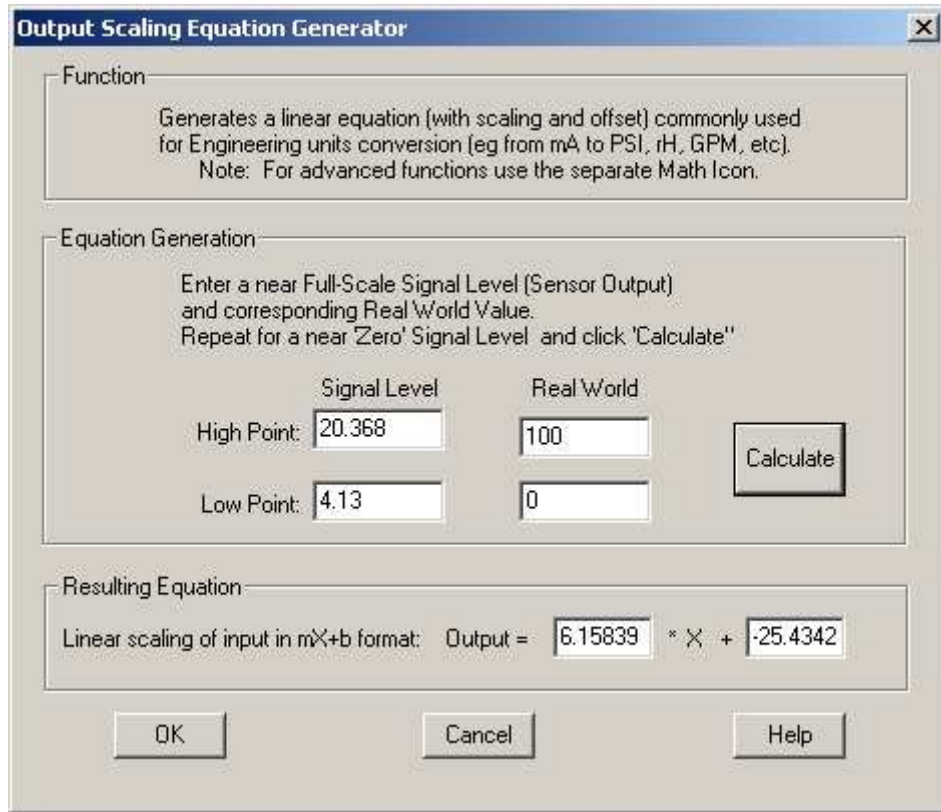 Output Scaling Equation Generator
Function
Generates a linear equation (with scaling and offset) commonly used
for Engineering units conversion (eg from mA to PSI, rH, GPM, etc).
Note: For advanced functions use the separate Math Icon.
Equation Generation
Enter a near Full-Scale Signal Level (Sensor Output)
and corresponding Real World Value.
Repeat for a near 'Zero' Signal Level and click 'Calculate"
Signal Level Real World
High Point: 20.368 100
Calculate
Low Point: 4.13 0
Resulting Equation
Linear scaling of input in mX+b format: Output = 6.15839 * X + -25.4342
OK Cancel Help